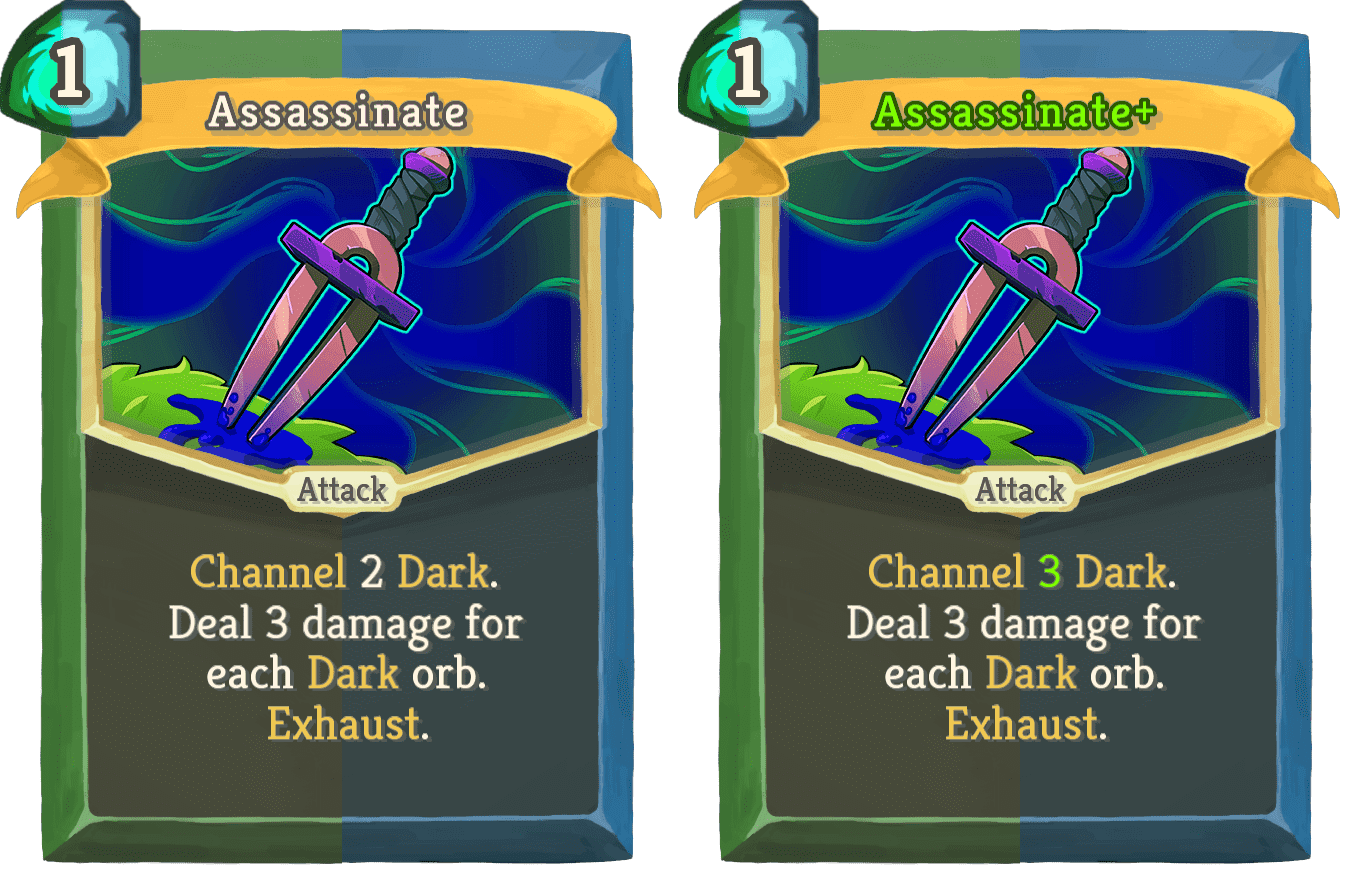 1
Assassinate
Attack
Channel 2 Dark.
Deal 3 damage for
each Dark orb.
Exhaust.
1
Assassinate+
Attack
Channel 3 Dark.
Deal 3 damage for
each Dark orb.
Exhaust.